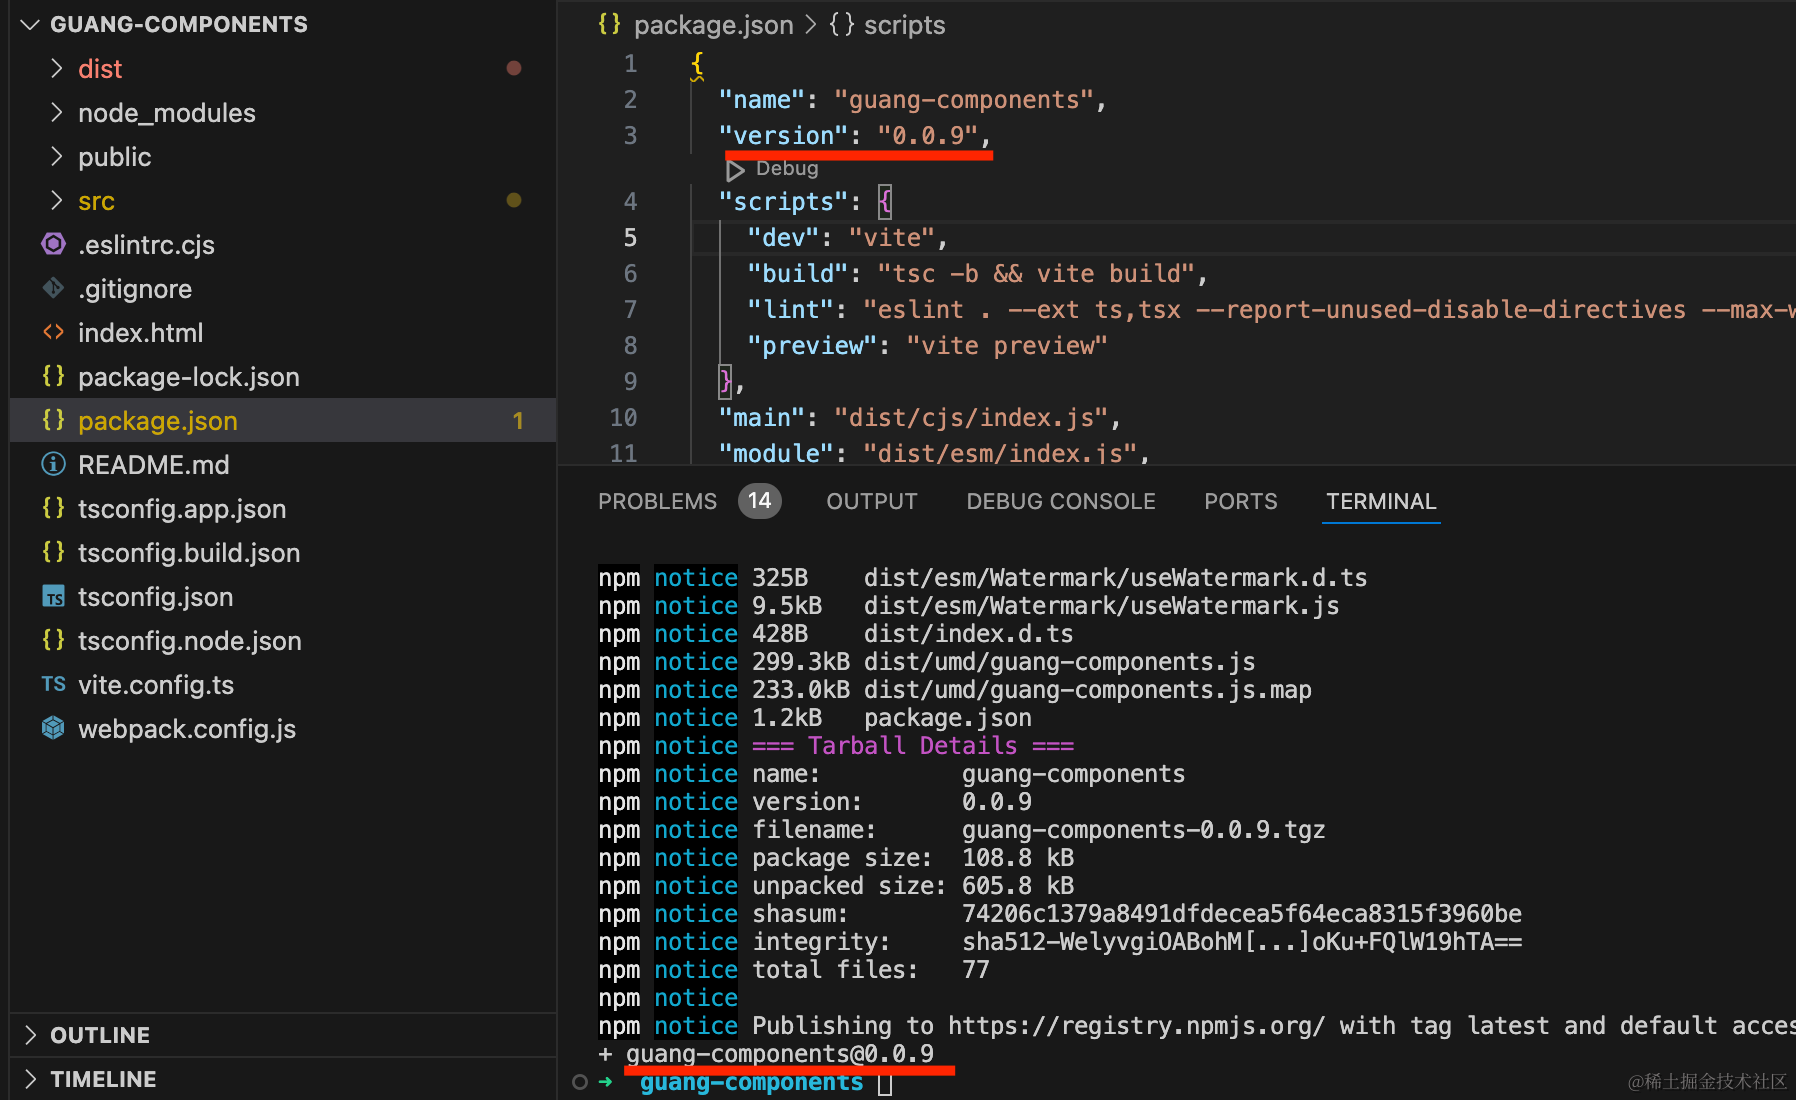 GUANG-COMPONENTS
dist
node_modules
public
src
.eslintrc.cjs
.gitignore
index.html
package-lock.json
package.json 1
README.md
tsconfig.app.json
tsconfig.build.json
tsconfig.json
tsconfig.node.json
vite.config.ts
webpack.config.js
OUTLINE
TIMELINE
package.json > {} scripts
1 {
2 "name": "guang-components",
3 "version": "0.0.9",
Debug
4 "scripts": {
5 "dev": "vite",
6 "build": "tsc -b && vite build",
7 "lint": "eslint . --ext ts,tsx --report-unused-disable-directives --max-w
8 "preview": "vite preview"
9 },
10 "main": "dist/cjs/index.js",
11 "module": "dist/esm/index.js",
PROBLEMS 14 OUTPUT DEBUG CONSOLE PORTS TERMINAL
npm notice 325B dist/esm/Watermark/useWatermark.d.ts
npm notice 9.5kB dist/esm/Watermark/useWatermark.js
npm notice 428B dist/index.d.ts
npm notice 299.3kB dist/umd/guang-components.js
npm notice 233.0kB dist/umd/guang-components.js.map
npm notice 1.2kB package.json
npm notice === Tarball Details ===
npm notice name: guang-components
npm notice version: 0.0.9
npm notice filename: guang-components-0.0.9.tgz
npm notice package size: 108.8 kB
npm notice unpacked size: 605.8 kB
npm notice shasum: 74206c1379a8491dfdecea5f64eca8315f3960be
npm notice integrity: sha512-WelyvgiOABohM[...]oKu+FQlW19hTA==
npm notice total files: 77
npm notice
npm notice Publishing to https://registry.npmjs.org/ with tag latest and default acces
+ guang-components@0.0.9
➜ guang-components
@稀土掘金技术社区